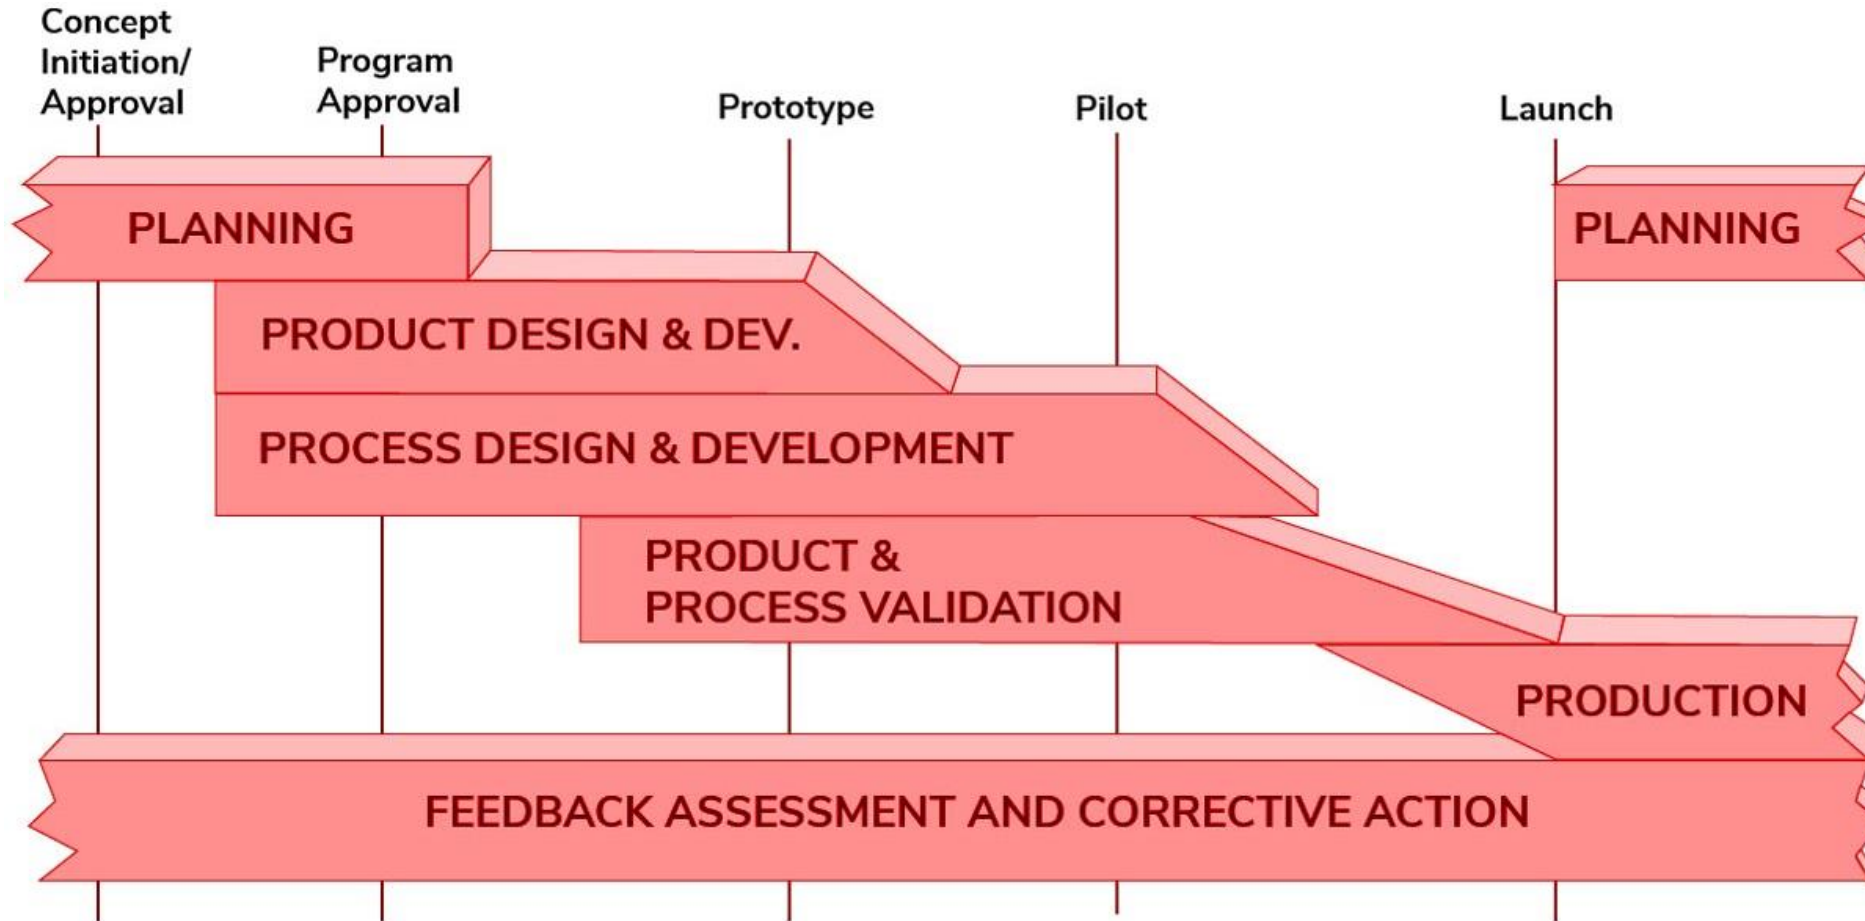 Concept
Initiation/
Approval
Program
Approval
Prototype
Pilot
Launch
PLANNING
PLANNING
PRODUCT DESIGN & DEV.
PROCESS DESIGN & DEVELOPMENT
PRODUCT &
PROCESS VALIDATION
PRODUCTION
FEEDBACK ASSESSMENT AND CORRECTIVE ACTION